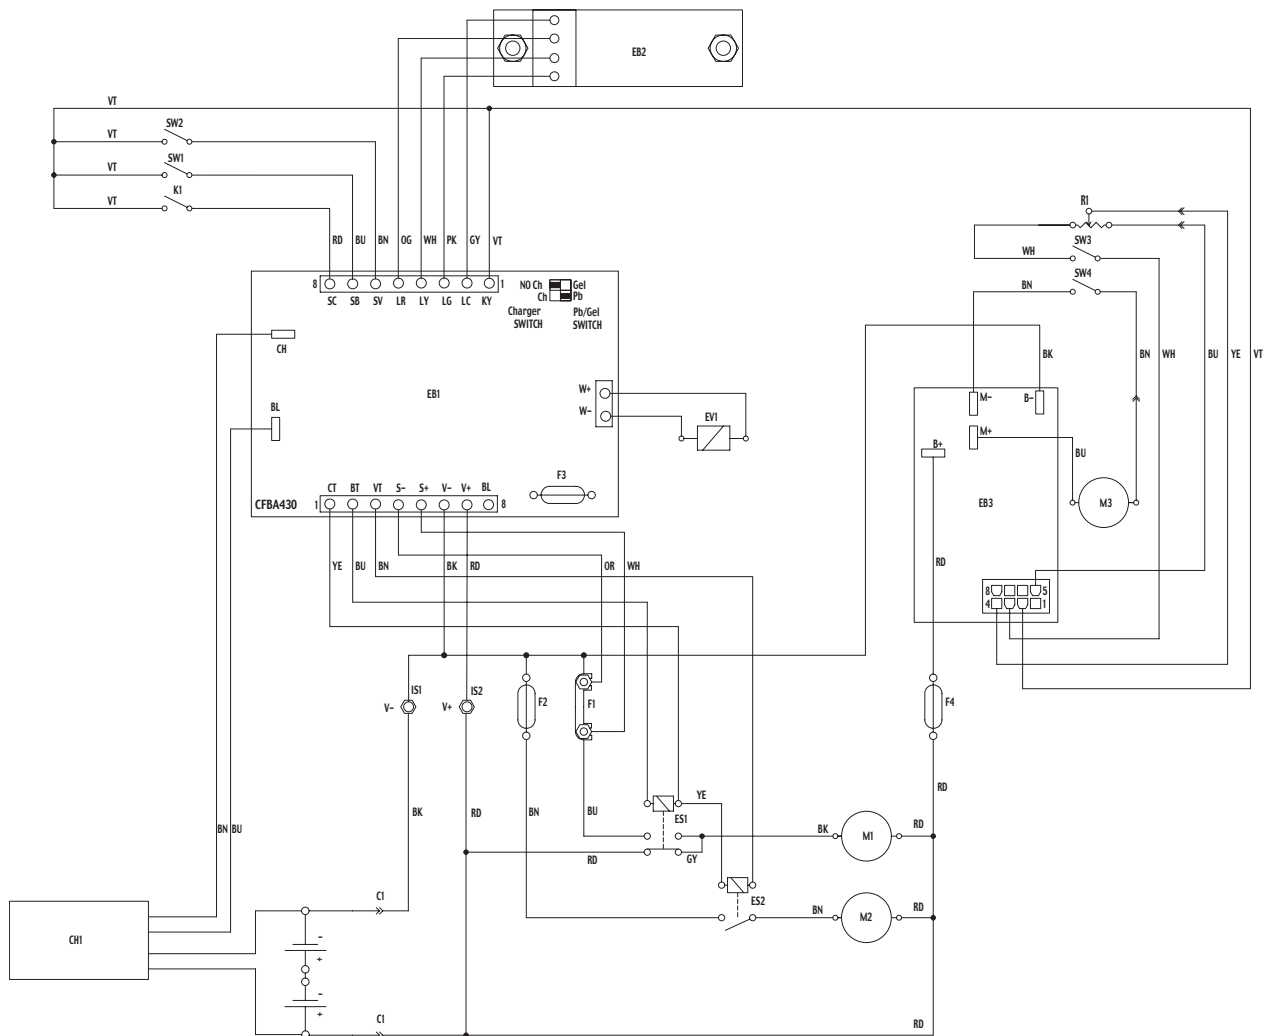 EB2
VT
VT
SW2
VT
SW1
VT
K1
RD BU BN OG WH PK GY VT
8 1
SC SB SV LR LY LG LC KY
NO Ch Gel
Ch Pb
Charger Pb/Gel
SWITCH SWITCH
CH
BL
EB1
W+
W-
EV1
F3
CT BT VT S- S+ V- V+ BL
CFBA430 1 8
YE BU BN BK RD OR WH
R1
SW3
WH
SW4
BN
BK BN WH BU YE VT
M- B-
M+
B+
BU
EB3 M3
RD
8 5
4 1
IS1 IS2
V- V+
F2 F1 F4
BK RD BN BU RD
YE
ES1
BK M1 RD
RD GY
BN BU
ES2
BN M2 RD
C1
CH1
-
+
-
+
C1
RD